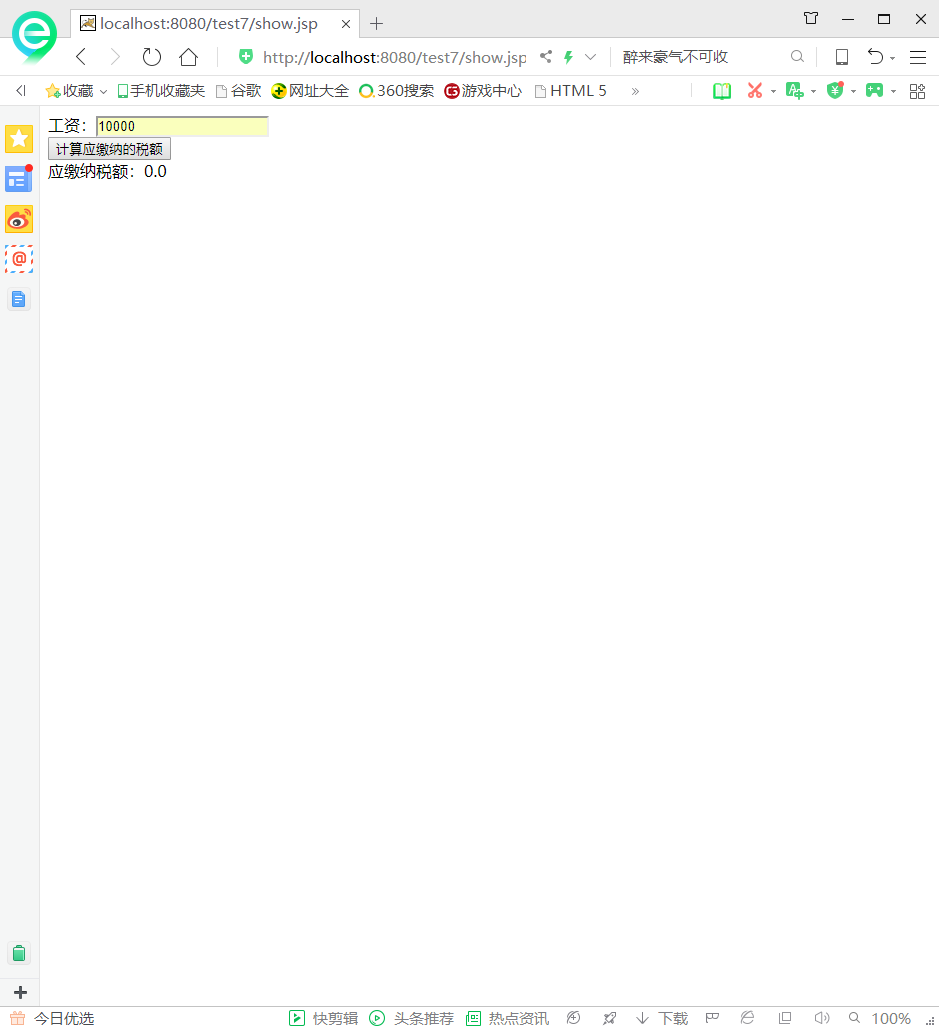 localhost:8080/test7/show.jsp
http://localhost:8080/test7/show.jsp
醉来豪气不可收
收藏 手机收藏夹 谷歌 网址大全 360搜索 游戏中心 HTML 5 »
工资：10000
计算应缴纳的税额
应缴纳税额：0.0
今日优选 快剪辑 头条推荐 热点资讯 下载 100%